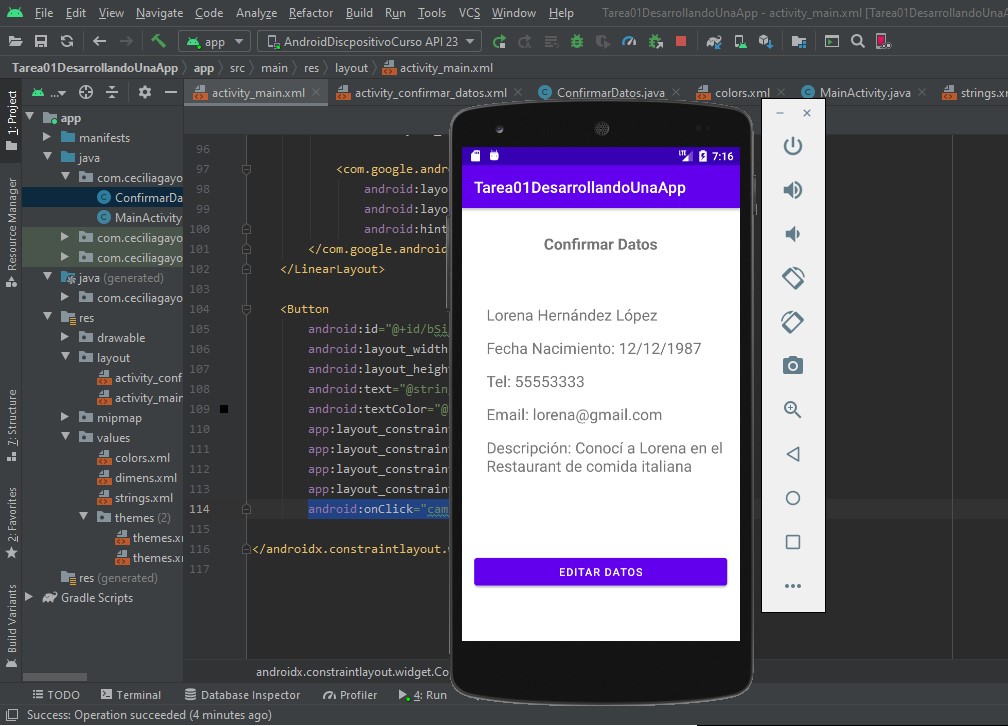 File Edit View Navigate Code Analyze Refactor Build Run Tools VCS Window Help Tarea01DesarrollandoUnaApp - activity_main.xml [Tarea01DesarrollandoUnaA
app AndroidDiscpositivoCurso API 23
Tarea01DesarrollandoUnaApp app src main res layout activity_main.xml
activity_main.xml activity_confirmar_datos.xml ConfirmarDatos.java colors.xml MainActivity.java strings.xm
1: Project
Resource Manager
7: Structure
2: Favorites
Build Variants
app
manifests
java
com.ceciliagayo
ConfirmarDa
MainActivity
com.ceciliagayo
com.ceciliagayo
java (generated)
com.ceciliagayo
res
drawable
layout
activity_conf
activity_main
mipmap
values
colors.xml
dimens.xml
strings.xml
themes (2)
themes.xm
themes.xm
res (generated)
Gradle Scripts
96
97 <com.google.andr
98 android:layo
99 android:layo
100 android:hint
101 </com.google.android
102 </LinearLayout>
103
104 <Button
105 android:id="@+id/bSi
106 android:layout_width
107 android:layout_heigh
108 android:text="@strin
109 android:textColor="@
110 app:layout_constrain
111 app:layout_constrain
112 app:layout_constrain
113 app:layout_constrain
114 android:onClick="cam
115
116 </androidx.constraintlayout.
117
androidx.constraintlayout.widget.Co
LTE 7:16
Tarea01DesarrollandoUnaApp
Confirmar Datos
Lorena Hernández López
Fecha Nacimiento: 12/12/1987
Tel: 55553333
Email: lorena@gmail.com
Descripción: Conocí a Lorena en el
Restaurant de comida italiana
EDITAR DATOS
TODO Terminal Database Inspector Profiler 4: Run
Success: Operation succeeded (4 minutes ago)